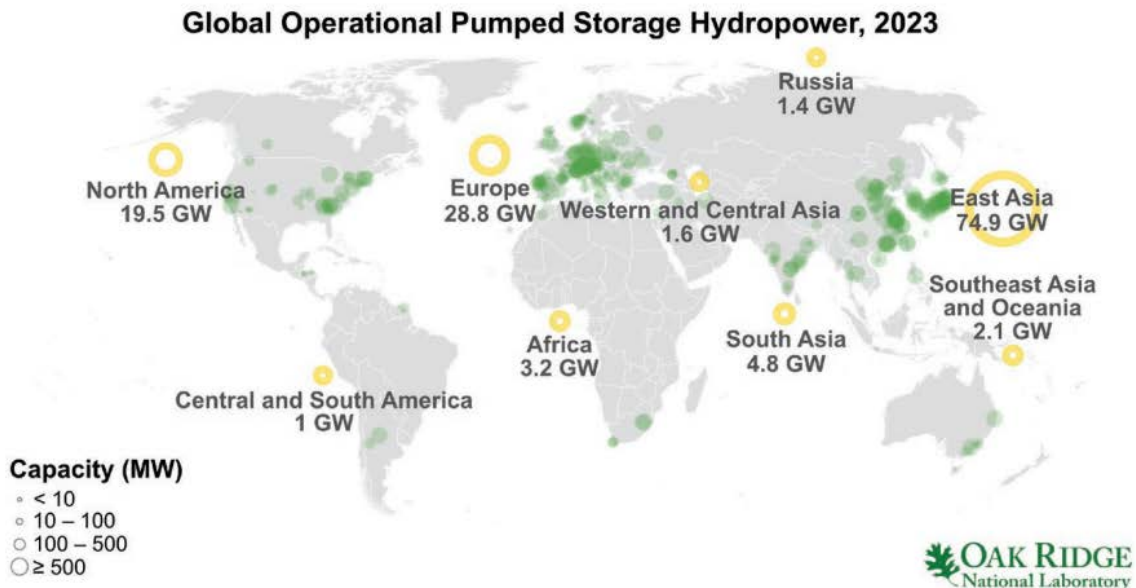 Global Operational Pumped Storage Hydropower, 2023
Russia
1.4 GW
North America
19.5 GW
Europe
28.8 GW
Western and Central Asia
1.6 GW
East Asia
74.9 GW
Southeast Asia
and Oceania
2.1 GW
Africa
3.2 GW
South Asia
4.8 GW
Central and South America
1 GW
Capacity (MW)
< 10
10 – 100
100 – 500
≥ 500
OAK RIDGE
National Laboratory